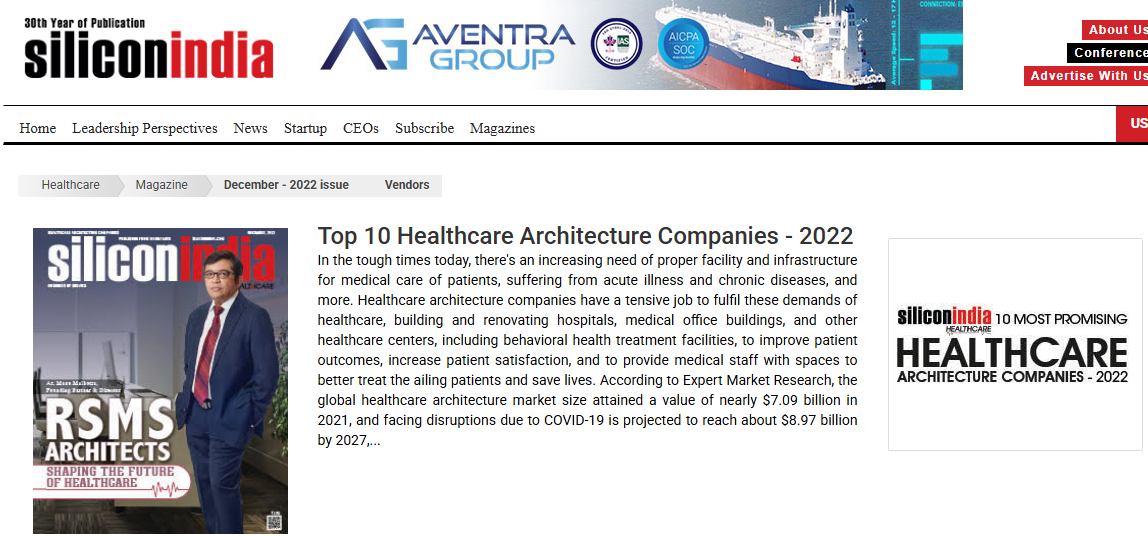 30th Year of Publication
siliconindia
AVENTRA
GROUP
AICPA
SOC
About Us
Conference
Advertise With Us
Home Leadership Perspectives News Startup CEOs Subscribe Magazines
US
Healthcare Magazine December - 2022 issue Vendors
siliconindia
RSMS
ARCHITECTS
SHAPING THE FUTURE
OF HEALTHCARE
Top 10 Healthcare Architecture Companies - 2022
In the tough times today, there's an increasing need of proper facility and infrastructure
for medical care of patients, suffering from acute illness and chronic diseases, and
more. Healthcare architecture companies have a tensive job to fulfil these demands of
healthcare, building and renovating hospitals, medical office buildings, and other
healthcare centers, including behavioral health treatment facilities, to improve patient
outcomes, increase patient satisfaction, and to provide medical staff with spaces to
better treat the ailing patients and save lives. According to Expert Market Research, the
global healthcare architecture market size attained a value of nearly $7.09 billion in
2021, and facing disruptions due to COVID-19 is projected to reach about $8.97 billion
by 2027,...
siliconindia 10 MOST PROMISING
HEALTHCARE
HEALTHCARE
ARCHITECTURE COMPANIES - 2022